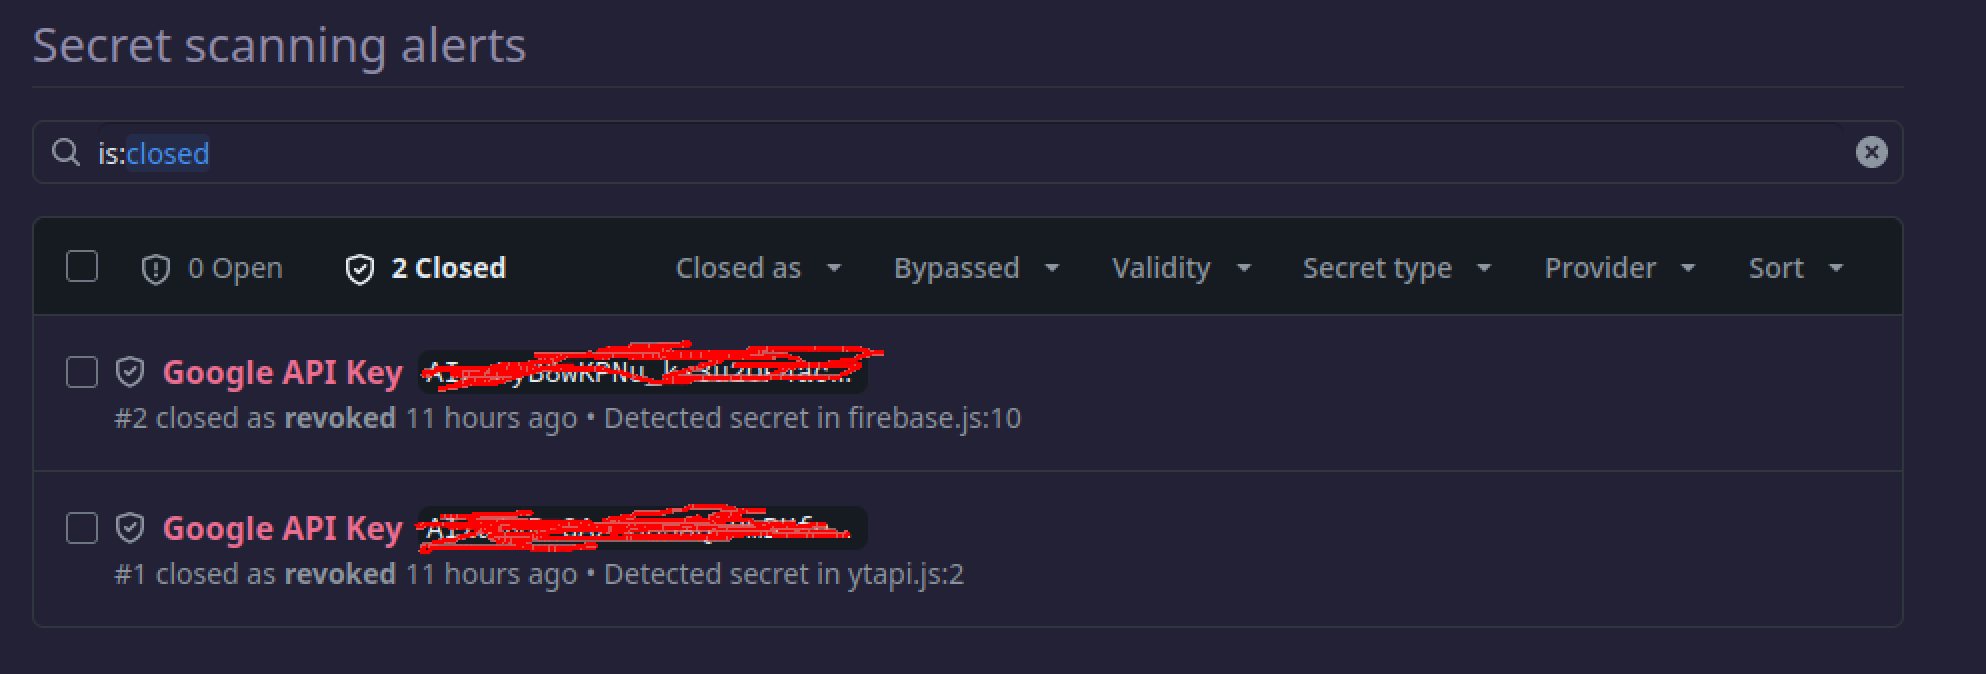 Secret scanning alerts
is:closed
0 Open 2 Closed Closed as Bypassed Validity Secret type Provider Sort
Google API Key
#2 closed as revoked 11 hours ago • Detected secret in firebase.js:10
Google API Key
#1 closed as revoked 11 hours ago • Detected secret in ytapi.js:2